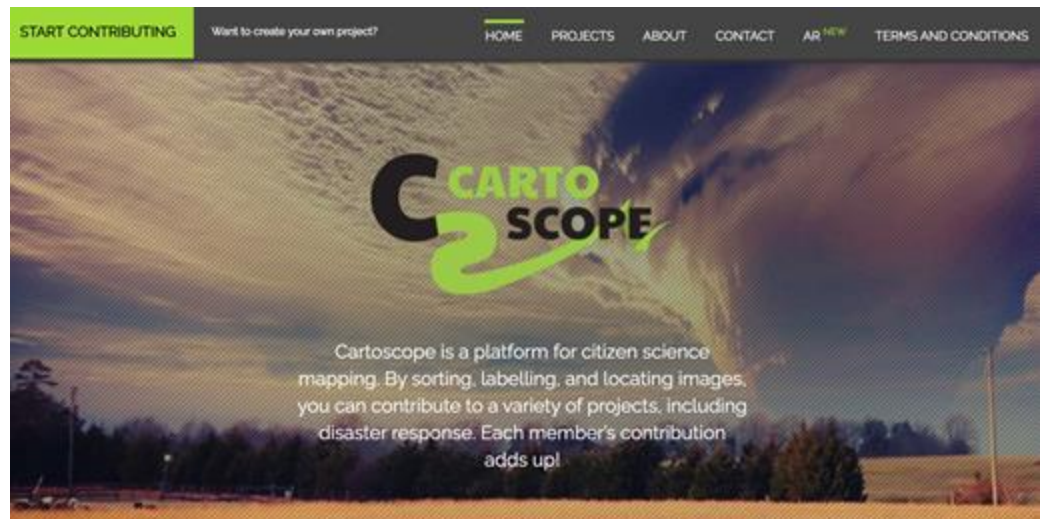 START CONTRIBUTING
Want to create your own project?
HOME
PROJECTS
ABOUT
CONTACT
AR NEW
TERMS AND CONDITIONS
CARTO
SCOPE
Cartoscope is a platform for citizen science
mapping. By sorting, labelling, and locating images,
you can contribute to a variety of projects, including
disaster response. Each member's contribution
adds up!